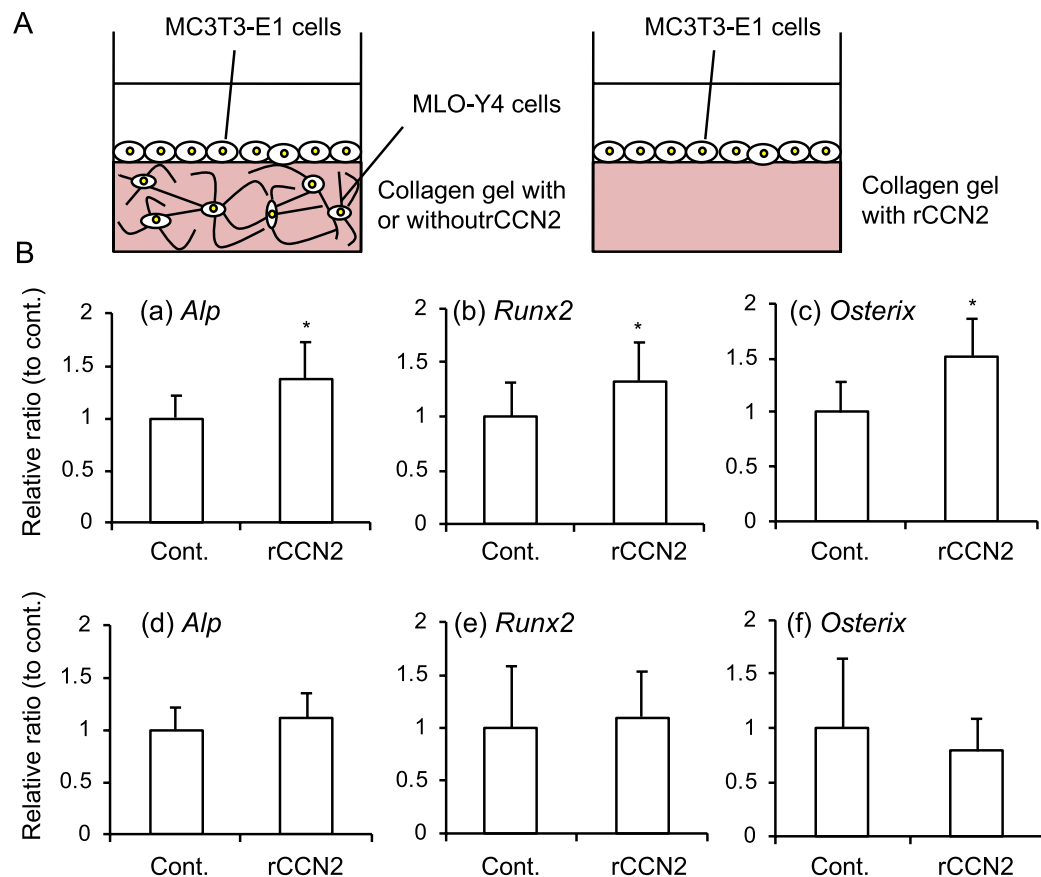 A
MC3T3-E1 cells
MLO-Y4 cells
Collagen gel with
or withoutrCCN2
MC3T3-E1 cells
Collagen gel
with rCCN2
B
Relative ratio (to cont.)
(a) Alp
2
1.5
1
0.5
0
*
Cont.
rCCN2
(b) Runx2
2
1.5
1
0.5
0
*
Cont.
rCCN2
(c) Osterix
2
1.5
1
0.5
0
*
Cont.
rCCN2
Relative ratio (to cont.)
(d) Alp
2
1.5
1
0.5
0
Cont.
rCCN2
(e) Runx2
2
1.5
1
0.5
0
Cont.
rCCN2
(f) Osterix
2
1.5
1
0.5
0
Cont.
rCCN2